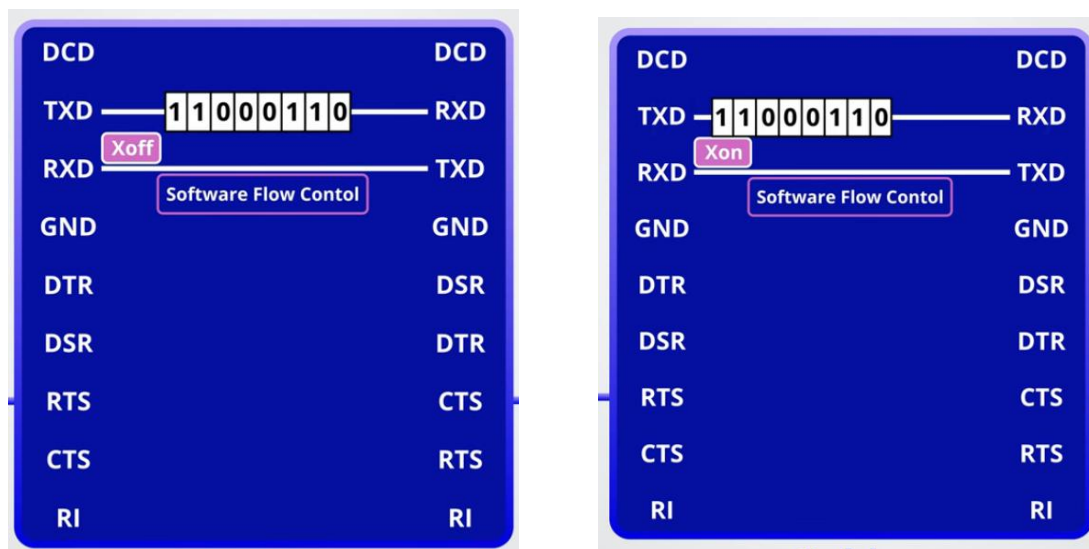 DCD DCD
TXD 11000110 RXD
Xoff
RXD TXD
Software Flow Contol
GND GND
DTR DSR
DSR DTR
RTS CTS
CTS RTS
RI RI
DCD DCD
TXD 11000110 RXD
Xon
RXD TXD
Software Flow Contol
GND GND
DTR DSR
DSR DTR
RTS CTS
CTS RTS
RI RI